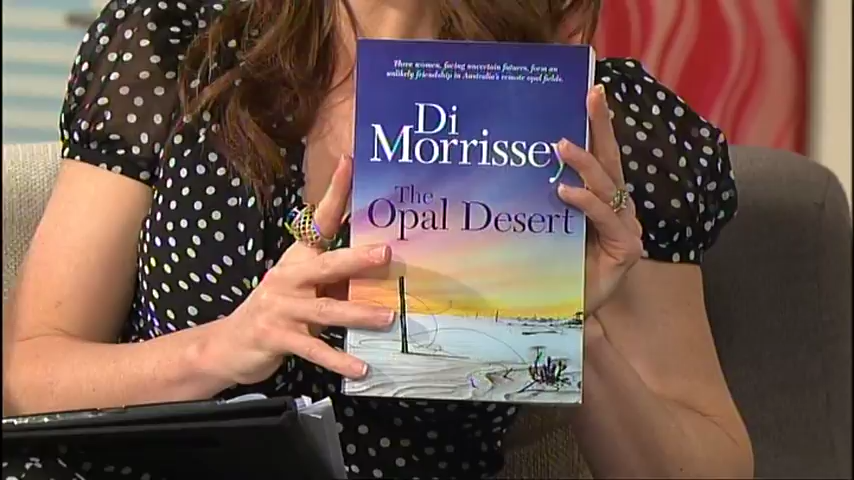 Three women, facing uncertain futures, form an
unlikely friendship in Australia's remote opal fields.
Di
Morrissey
The
Opal Desert